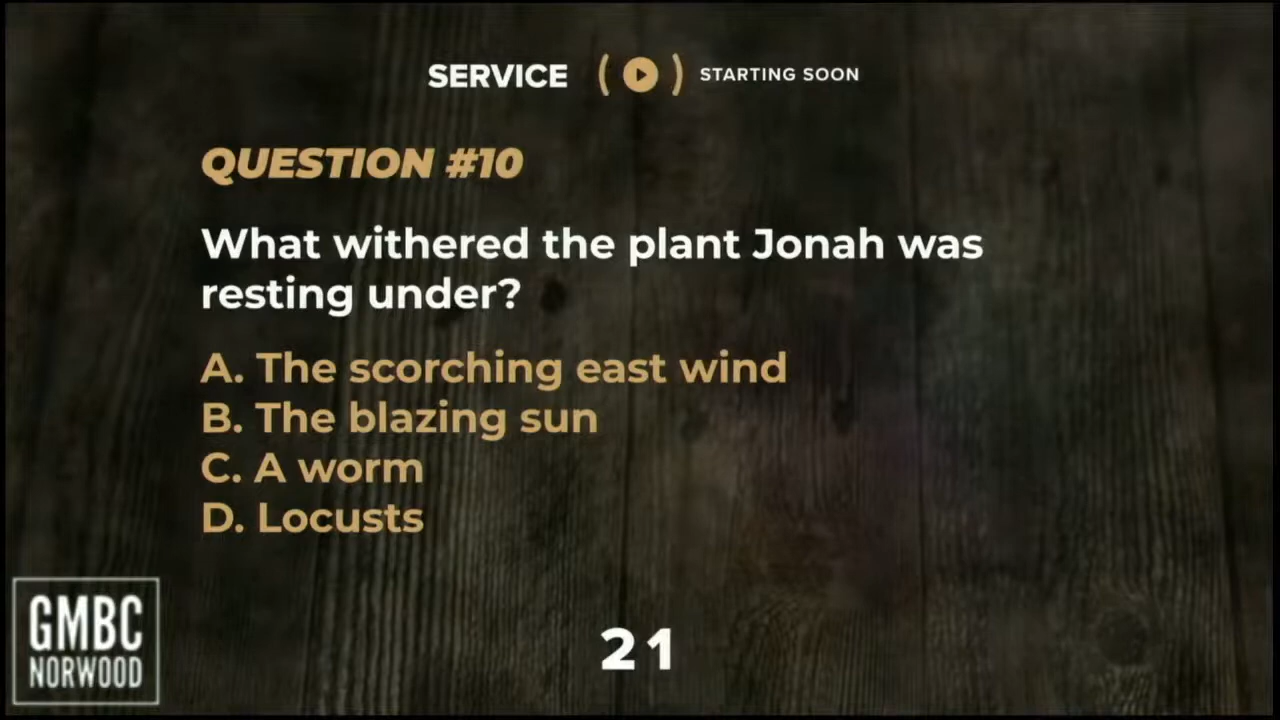 SERVICE STARTING SOON
QUESTION #10
What withered the plant Jonah was
resting under?
A. The scorching east wind
B. The blazing sun
C. A worm
D. Locusts
GMBC
NORWOOD
21